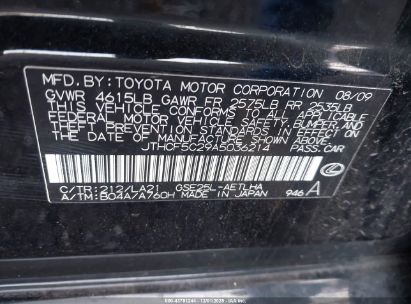 MFD. BY: TOYOTA MOTOR CORPORATION 08/09
GVWR 4615LB GAWR FR 2575LB RR 2535LB
THIS VEHICLE CONFORMS TO ALL APPLICABLE
FEDERAL MOTOR VEHICLE SAFETY, BUMPER, AND
THEFT PREVENTION STANDARDS IN EFFECT ON
THE DATE OF MANUFACTURE SHOWN ABOVE.
JTHCF5C29A5036214 PASS. CAR
C/TR: 212/LA21 GSE25L-AETLHA
A/TM: B04A/A760H MADE IN JAPAN 946 A